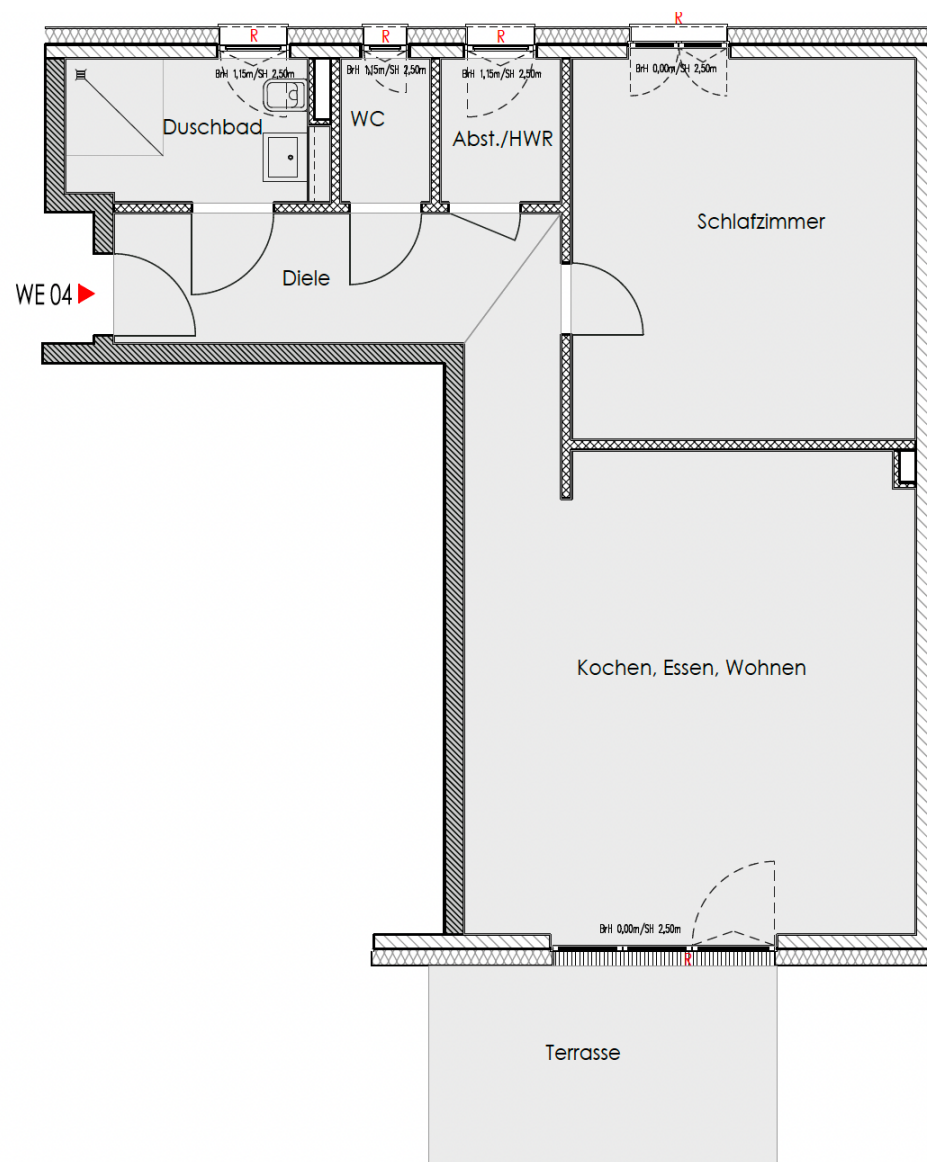 R
R
R
R
BrH 1,15m/SH 2,50m
BrH 1,15m/SH 2,50m
BrH 1,15m/SH 2,50m
BrH 0,00m/SH 2,50m
Duschbad
WC
Abst./HWR
Schlafzimmer
Diele
WE 04
Kochen, Essen, Wohnen
BrH 0,00m/SH 2,50m
R
Terrasse